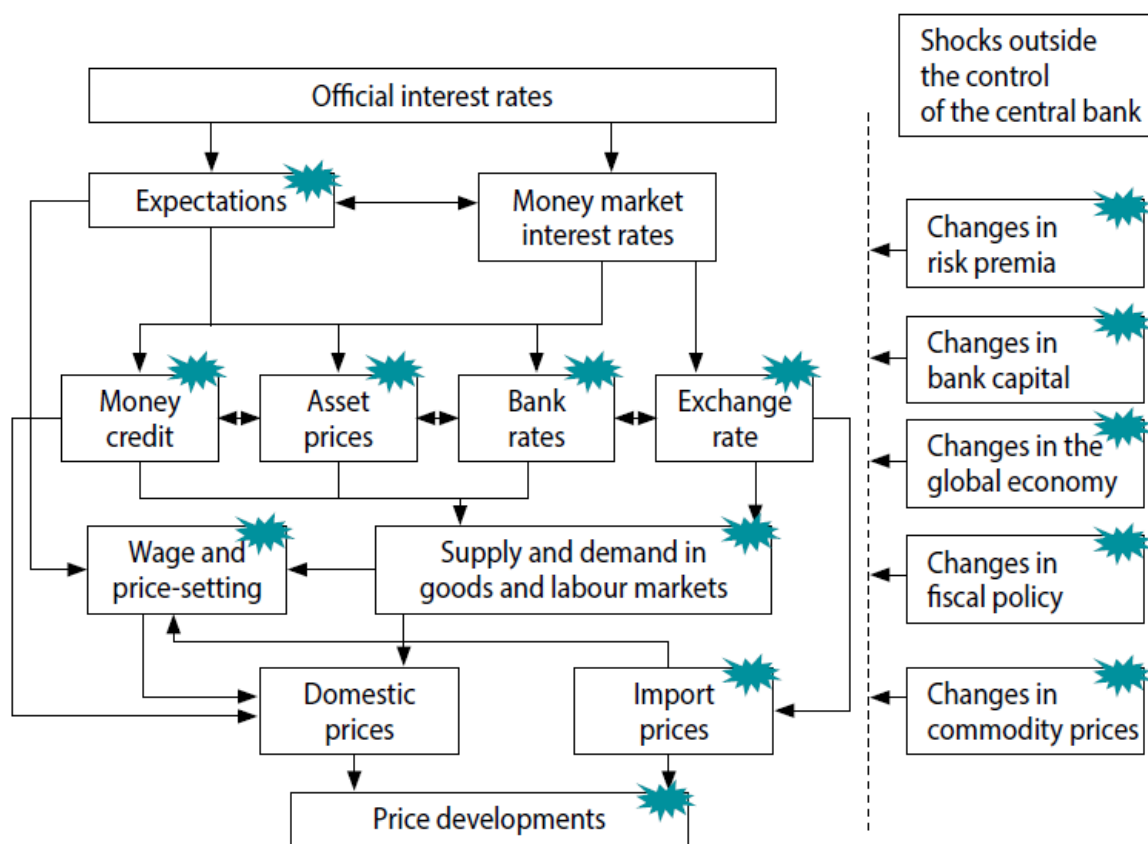 Shocks outside
the control
of the central bank
Official interest rates
Expectations
Money market
interest rates
Changes in
risk premia
Changes in
bank capital
Money
credit
Asset
prices
Bank
rates
Exchange
rate
Changes in the
global economy
Wage and
price-setting
Supply and demand in
goods and labour markets
Changes in
fiscal policy
Domestic
prices
Import
prices
Changes in
commodity prices
Price developments